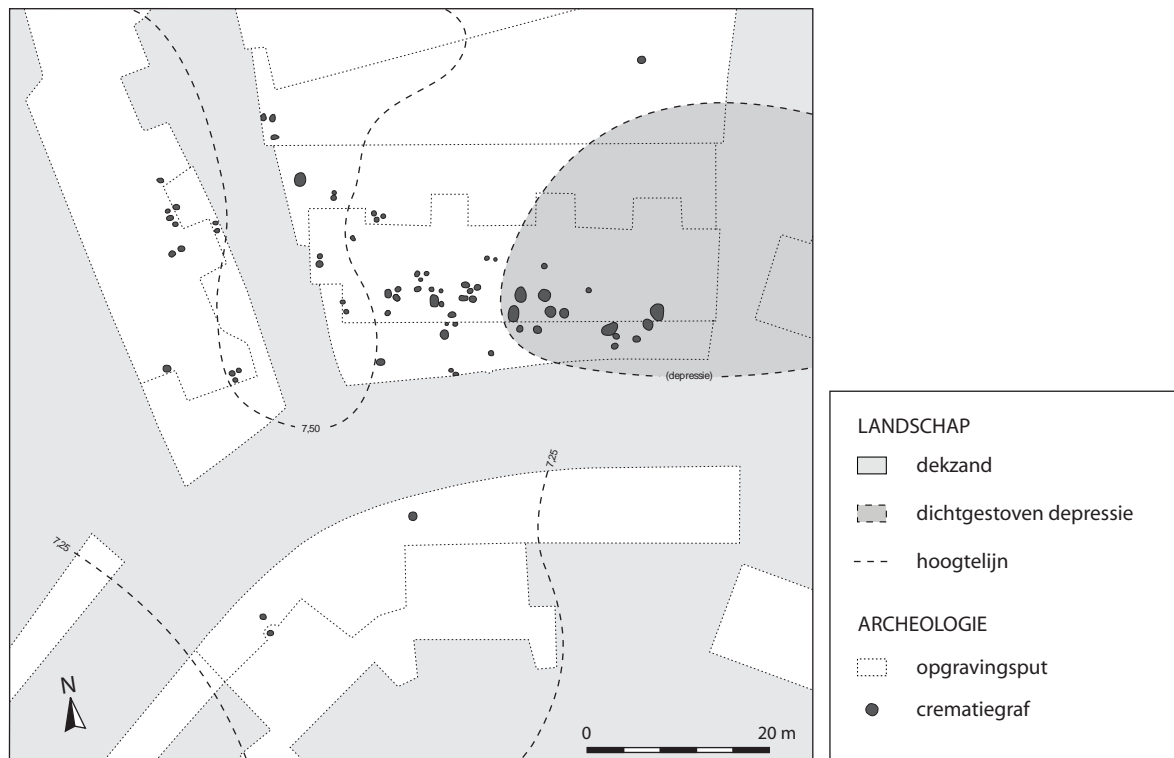 (depressie)
7,50
7,25
7,25
N
0 20 m
LANDSCHAP
dekzand
dichtgestoven depressie
hoogtelijn
ARCHEOLOGIE
opgravingsput
crematiegraf